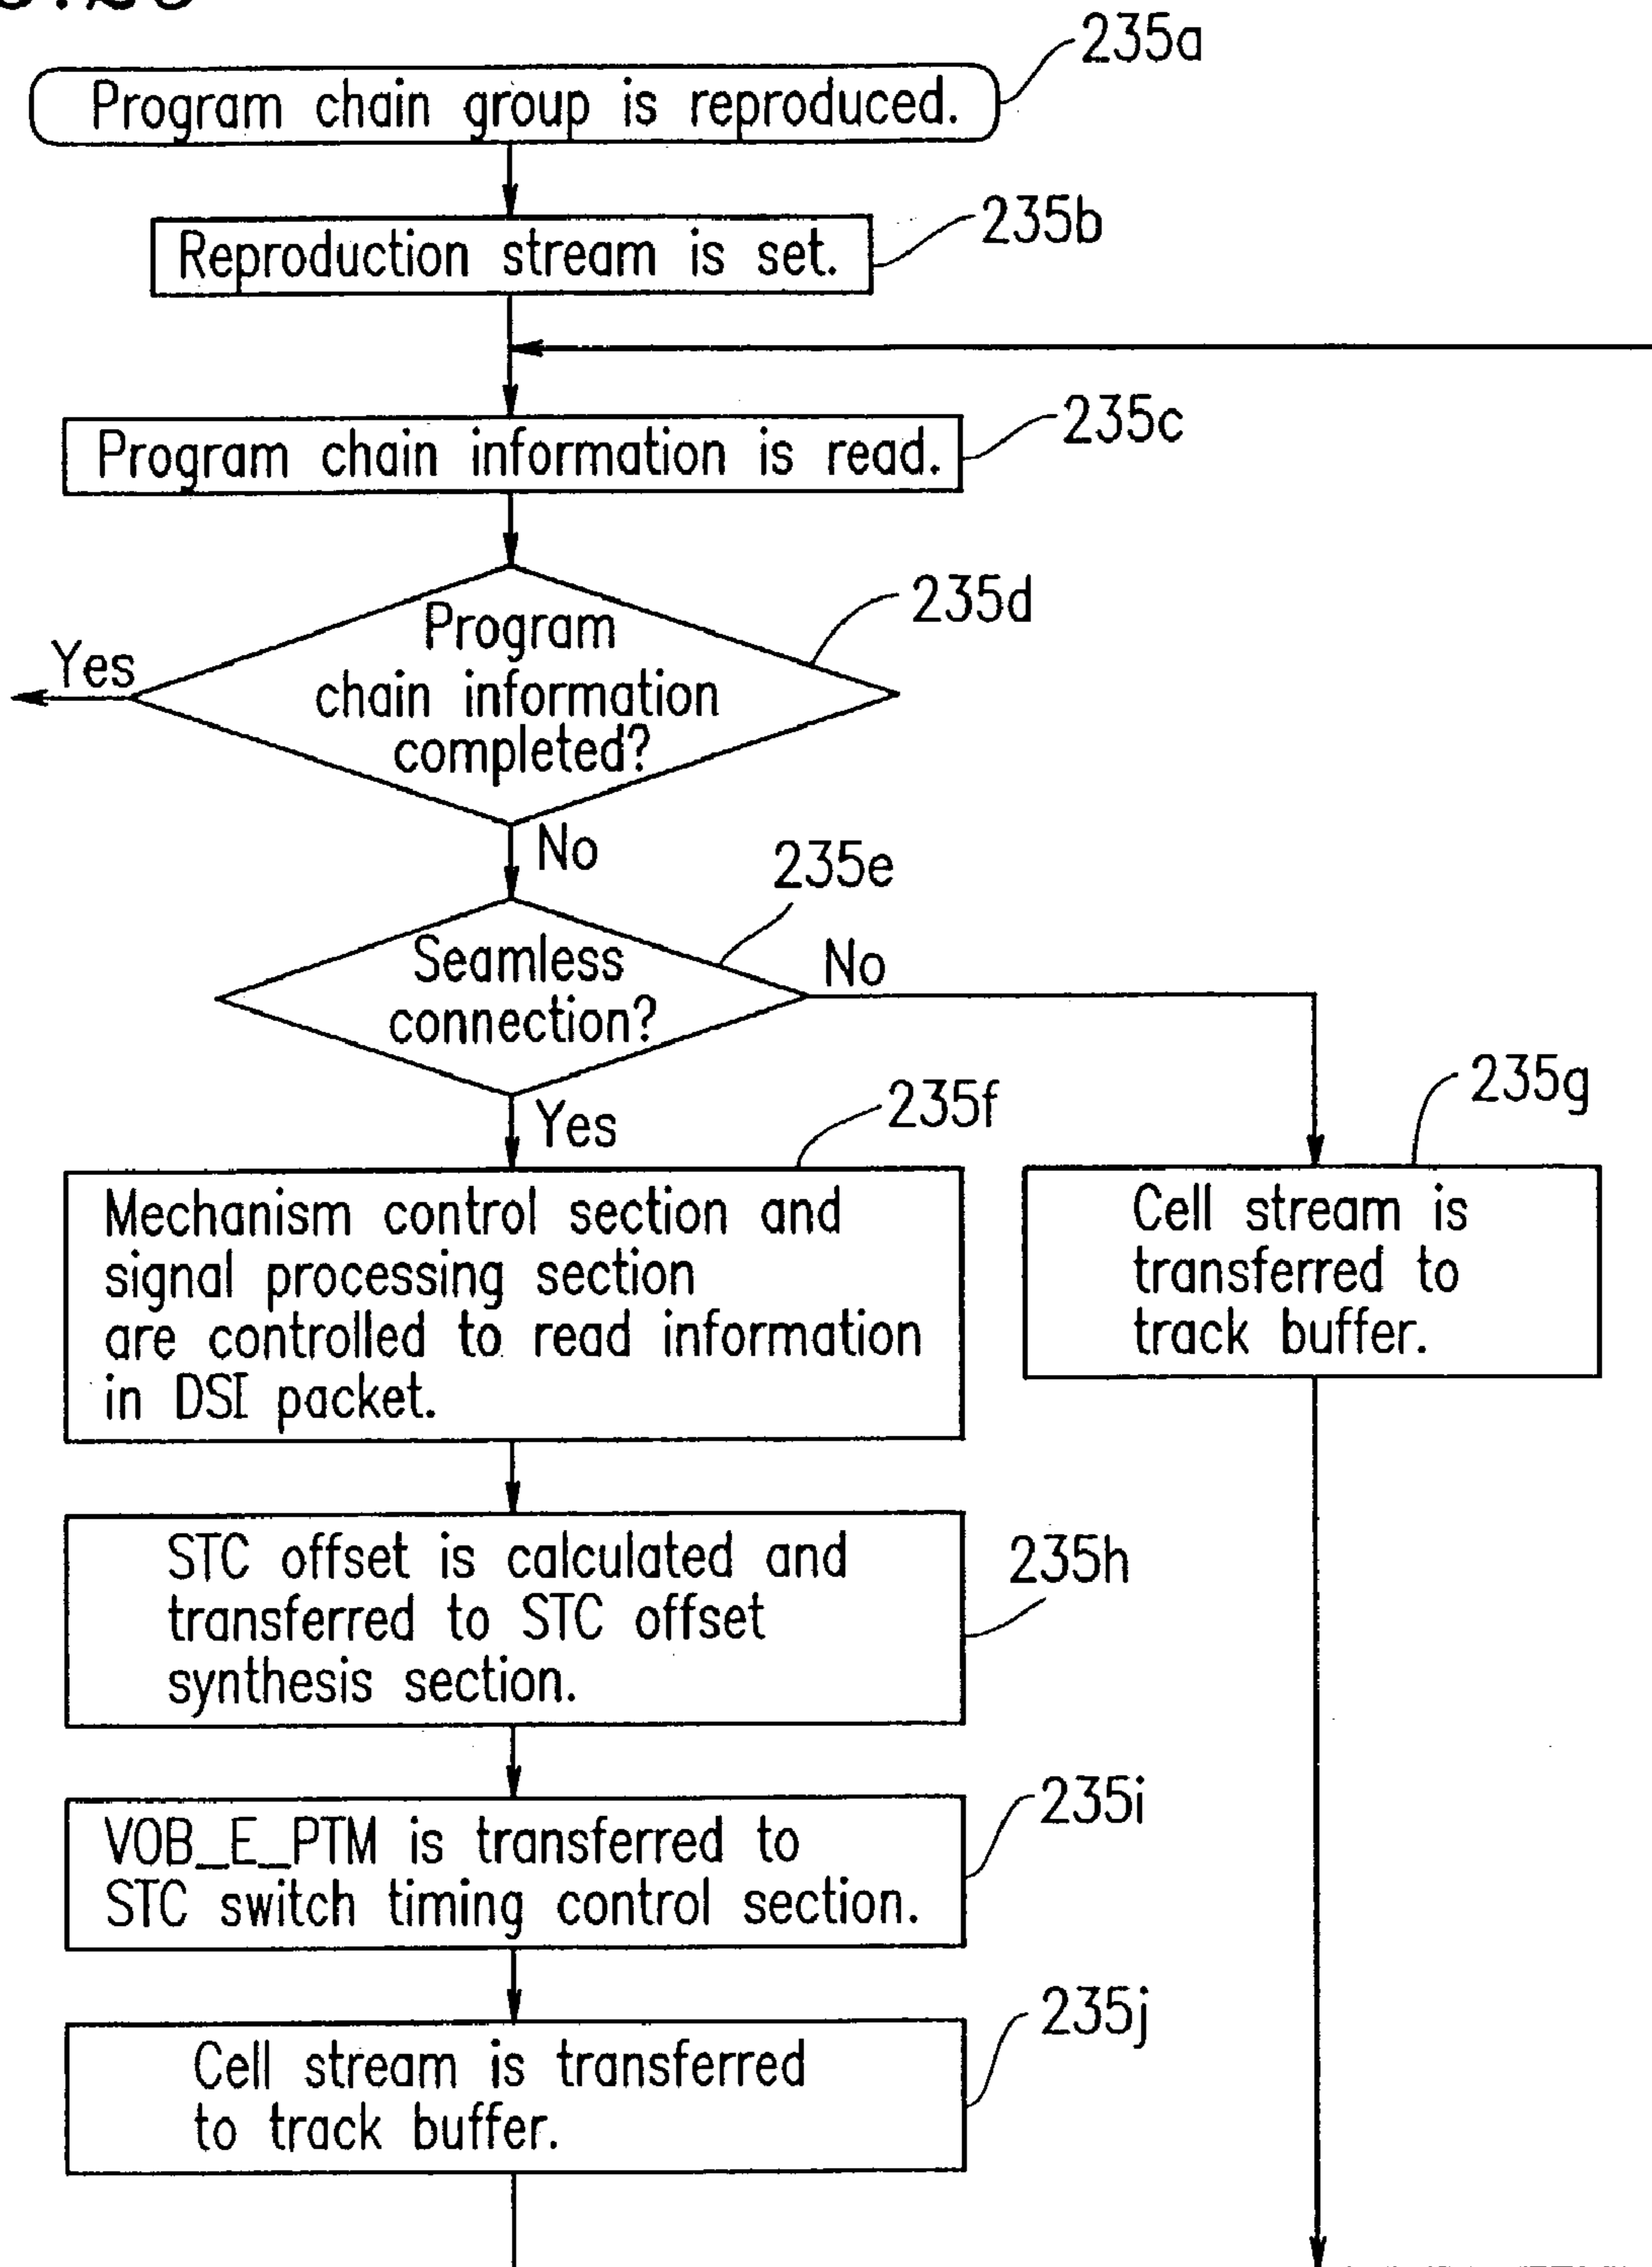 235a
Program chain group is reproduced.
235b
Reproduction stream is set.
235c
Program chain information is read.
235d
Program
chain information
completed?
Yes
No
235e
Seamless
connection?
No
Yes
235f
Mechanism control section and
signal processing section
are controlled to read information
in DSI packet.
235g
Cell stream is
transferred to
track buffer.
235h
STC offset is calculated and
transferred to STC offset
synthesis section.
235i
VOB_E_PTM is transferred to
STC switch timing control section.
235j
Cell stream is transferred
to track buffer.